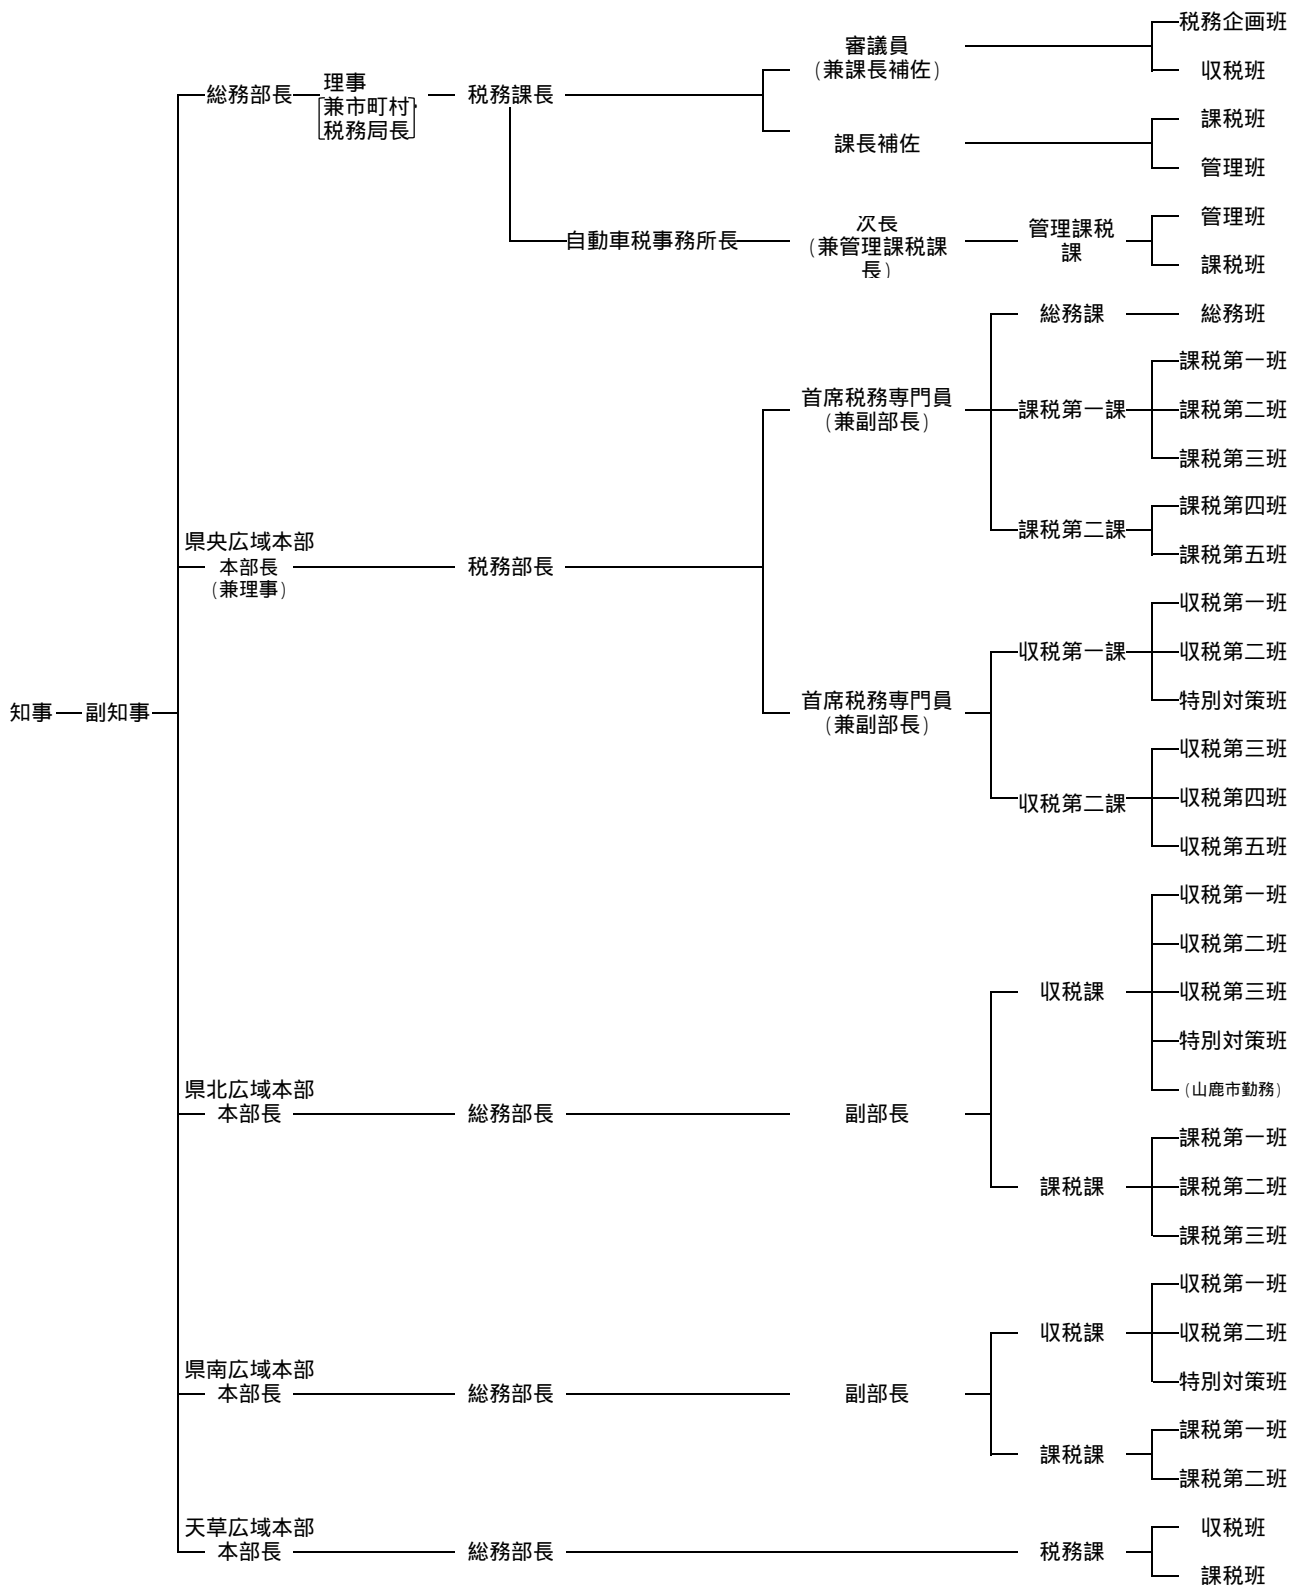 税務企画班
審議員
(兼課長補佐)
収税班
総務部長
理事
兼市町村
税務局長
税務課長
課税班
課長補佐
管理班
自動車税事務所長
次長
(兼管理課税課
長)
管理課税
課
管理班
課税班
総務課
総務班
首席税務専門員
(兼副部長)
課税第一課
課税第一班
課税第二班
課税第三班
課税第二課
課税第四班
課税第五班
県央広域本部
本部長
(兼理事)
税務部長
収税第一課
収税第一班
収税第二班
特別対策班
知事
副知事
首席税務専門員
(兼副部長)
収税第二課
収税第三班
収税第四班
収税第五班
収税課
収税第一班
収税第二班
収税第三班
特別対策班
(山鹿市勤務)
県北広域本部
本部長
総務部長
副部長
課税課
課税第一班
課税第二班
課税第三班
収税課
収税第一班
収税第二班
特別対策班
県南広域本部
本部長
総務部長
副部長
課税課
課税第一班
課税第二班
天草広域本部
本部長
総務部長
税務課
収税班
課税班